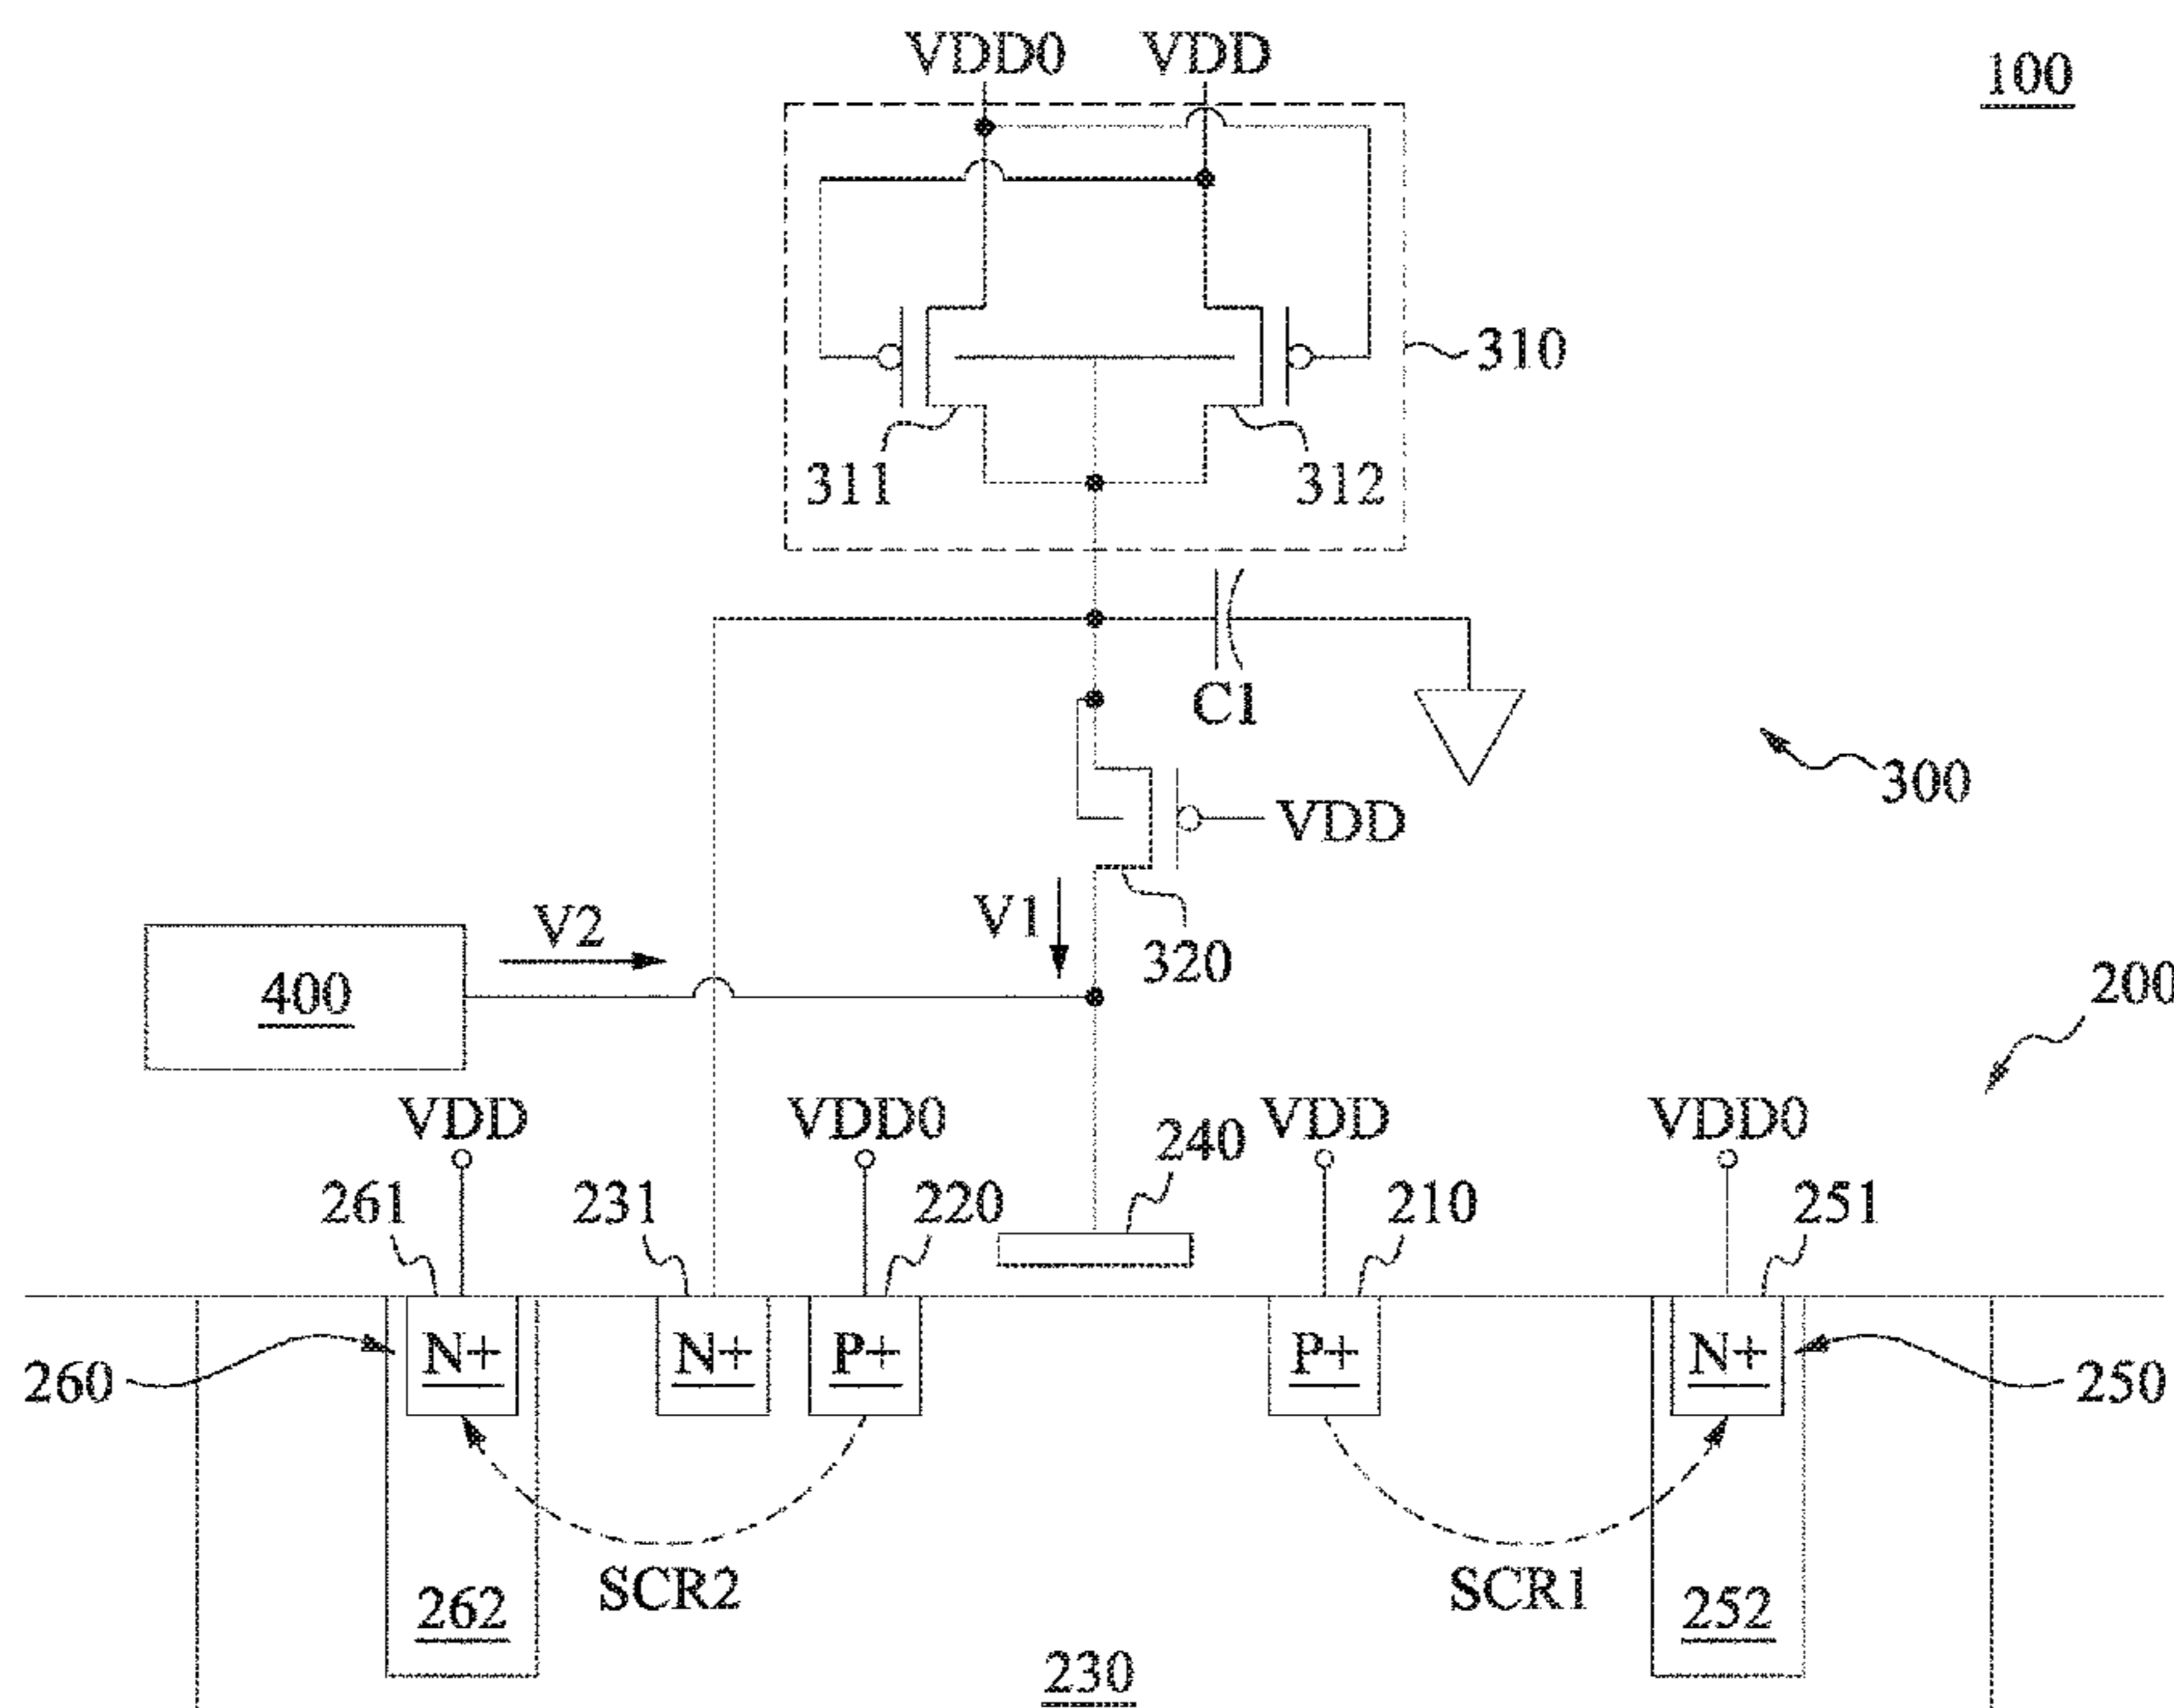 VDD0 VDD
100
310
311 312
C1
300
VDD
V1
320
V2
400
200
VDD VDD0 VDD VDD0
240
261 231 220 210 251
N+ N+ P+ P+ N+
260 250
SCR2 SCR1
262 252
230